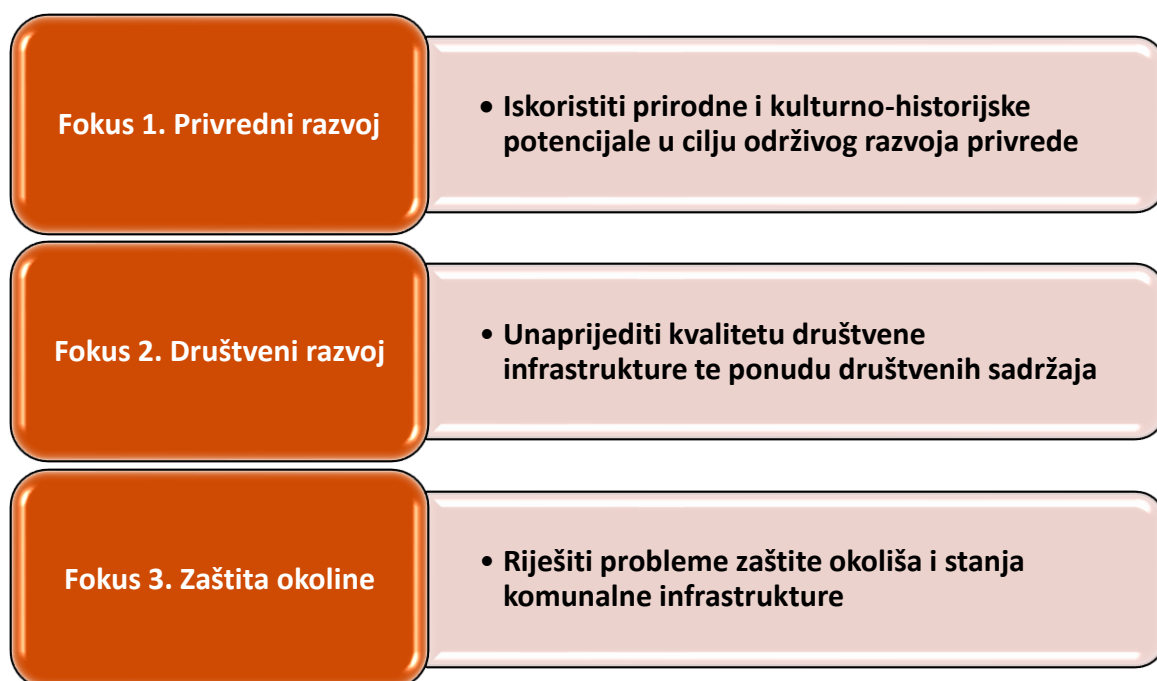 Fokus 1. Privredni razvoj
• Iskoristiti prirodne i kulturno-historijske
potencijale u cilju održivog razvoja privrede
Fokus 2. Društveni razvoj
• Unaprijediti kvalitetu društvene
infrastrukture te ponudu društvenih sadržaja
Fokus 3. Zaštita okoline
• Riješiti probleme zaštite okoliša i stanja
komunalne infrastrukture